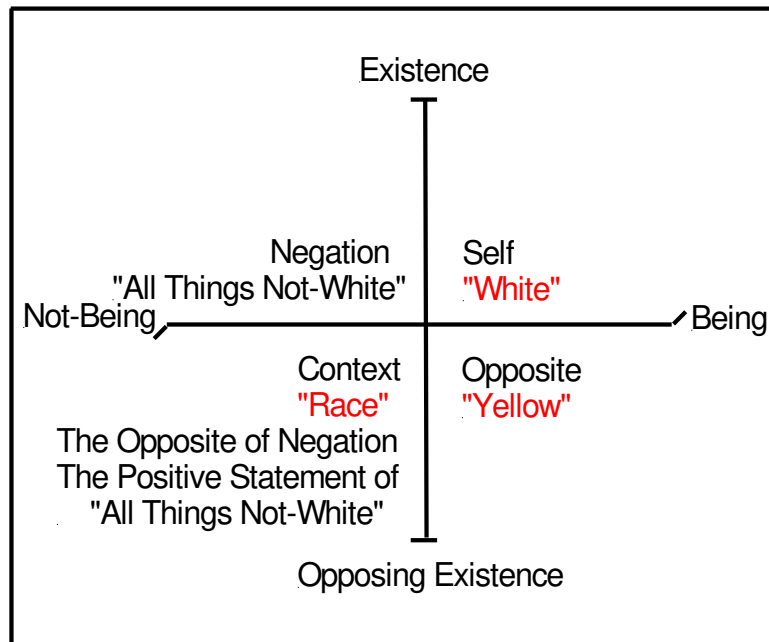 Existence
Negation
"All Things Not-White"
Self
"White"
Not-Being
Being
Context
"Race"
The Opposite of Negation
The Positive Statement of
"All Things Not-White"
Opposite
"Yellow"
Opposing Existence